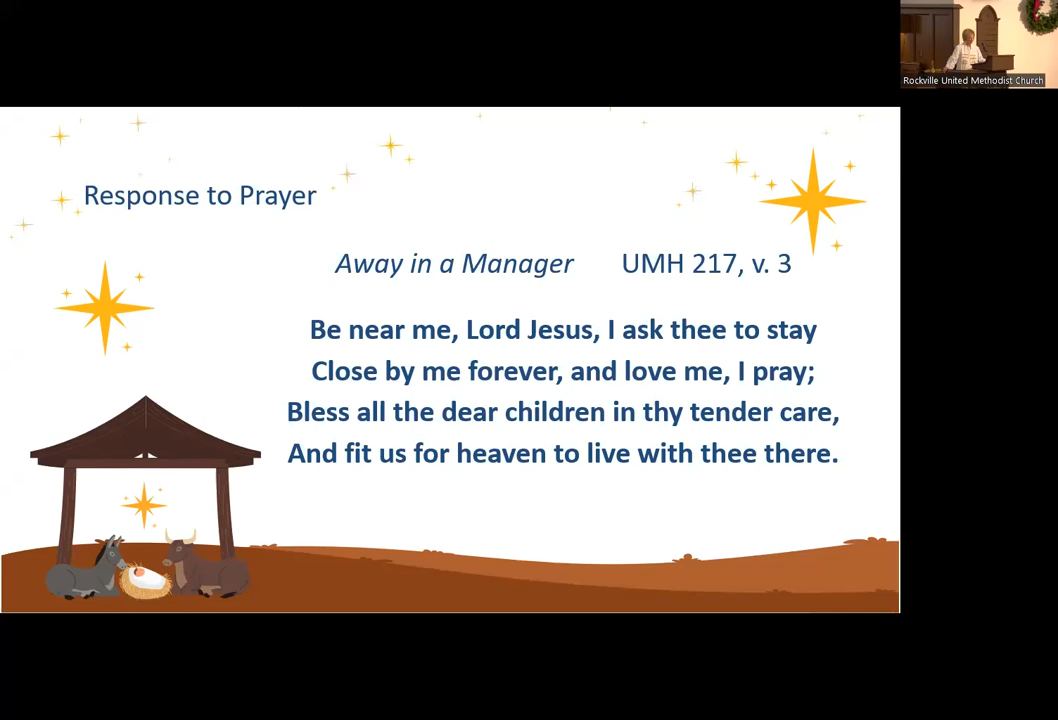 Rockville United Methodist Church
Response to Prayer
Away in a Manager UMH 217, v. 3
Be near me, Lord Jesus, I ask thee to stay
Close by me forever, and love me, I pray;
Bless all the dear children in thy tender care,
And fit us for heaven to live with thee there.